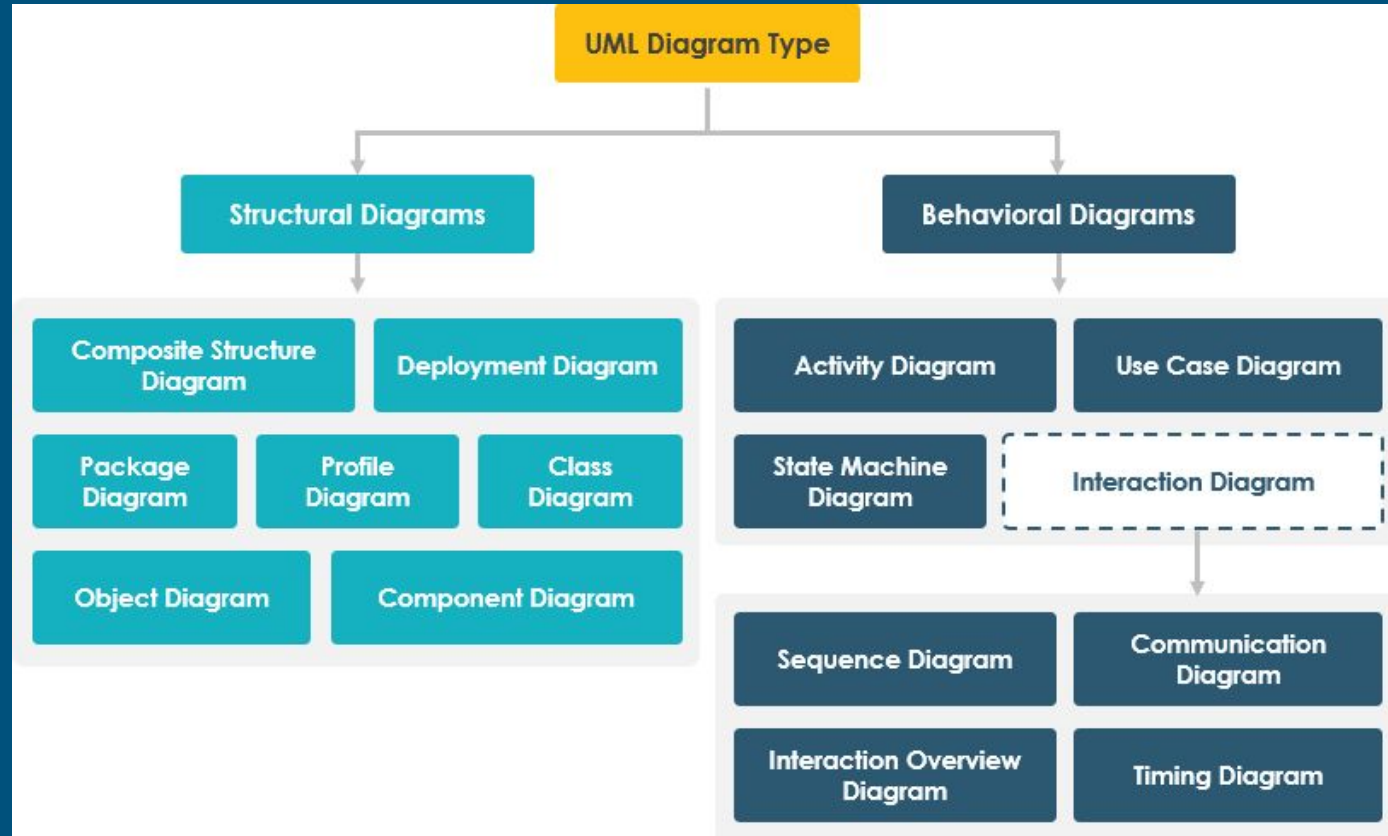 UML Diagram Type
Structural Diagrams
Behavioral Diagrams
Composite Structure
Diagram
Deployment Diagram
Package
Diagram
Profile
Diagram
Class
Diagram
Object Diagram
Component Diagram
Activity Diagram
Use Case Diagram
State Machine
Diagram
Interaction Diagram
Sequence Diagram
Communication
Diagram
Interaction Overview
Diagram
Timing Diagram